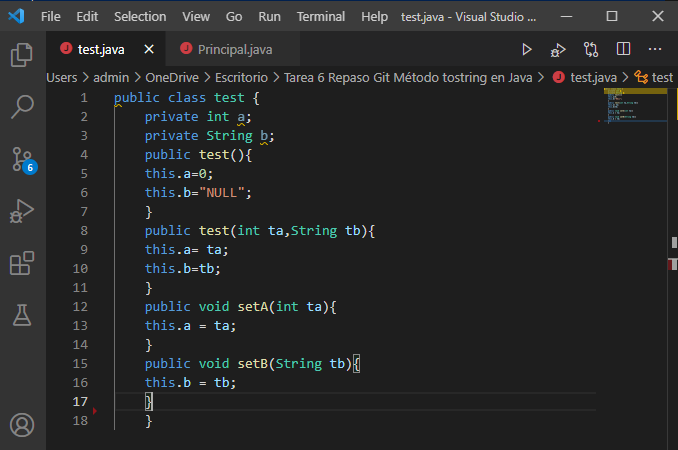 File Edit Selection View Go Run Terminal Help test.java - Visual Studio ...
test.java Principal.java
Users > admin > OneDrive > Escritorio > Tarea 6 Repaso Git Método tostring en Java > test.java > test
1 public class test {
2 private int a;
3 private String b;
4 public test(){
5 this.a=0;
6 this.b="NULL";
7 }
8 public test(int ta,String tb){
9 this.a= ta;
10 this.b=tb;
11 }
12 public void setA(int ta){
13 this.a = ta;
14 }
15 public void setB(String tb){
16 this.b = tb;
17 }
18 }
6